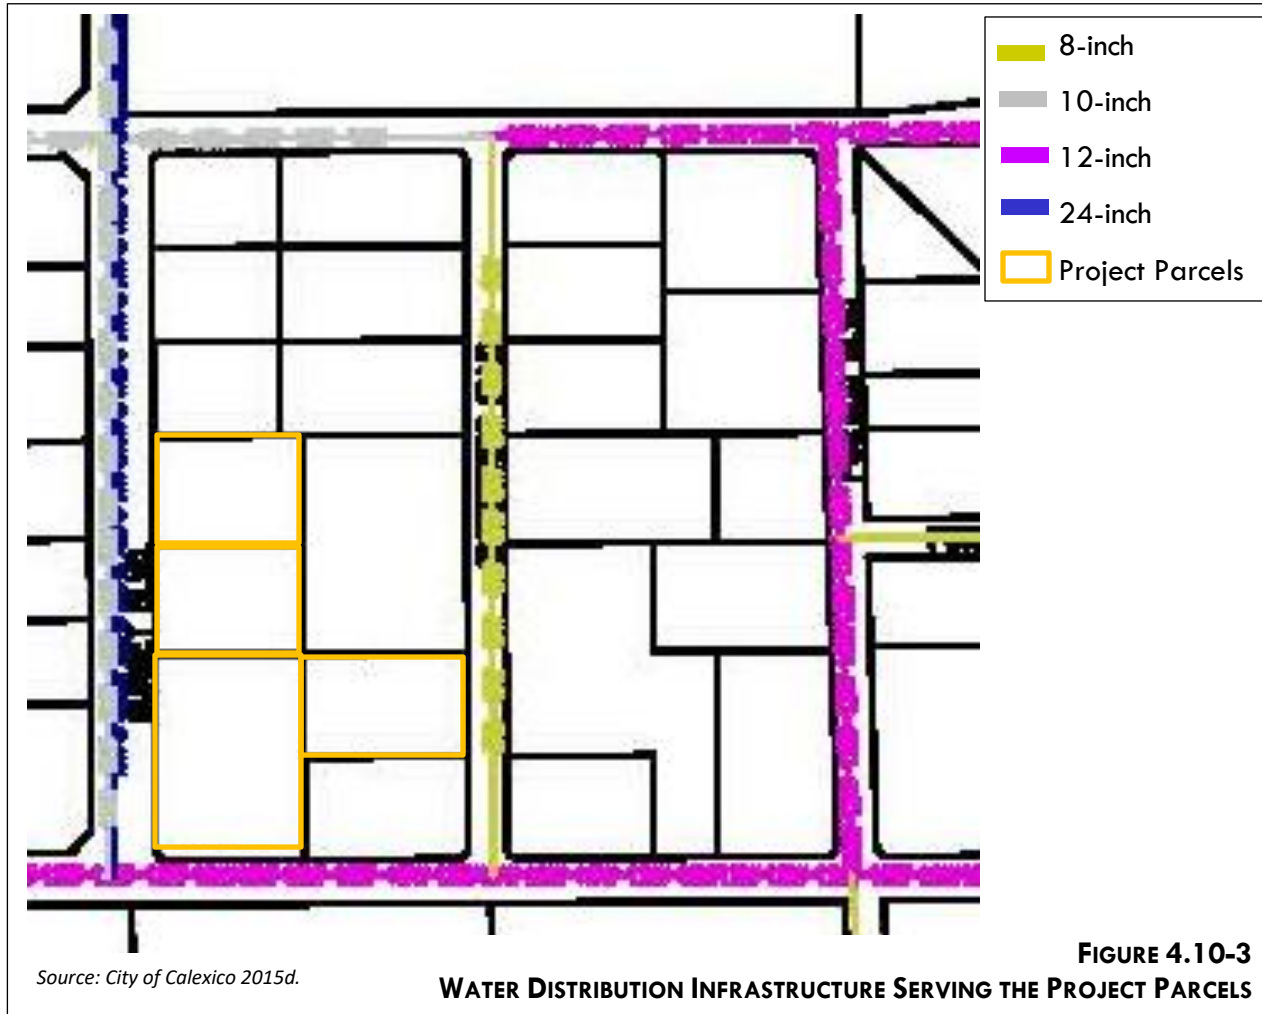 8-inch
10-inch
12-inch
24-inch
Project Parcels
Source: City of Calexico 2015d.
FIGURE 4.10-3
WATER DISTRIBUTION INFRASTRUCTURE SERVING THE PROJECT PARCELS